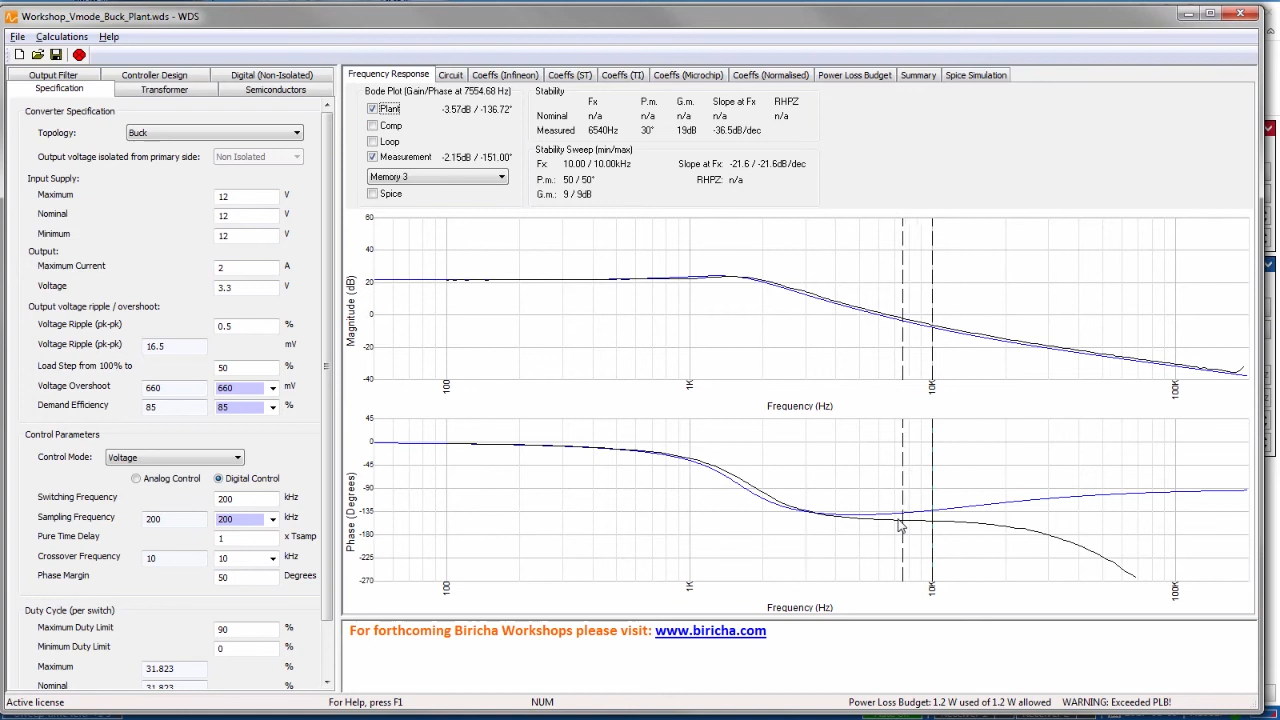 Workshop_Vmode_Buck_Plant.wds - WDS
File Calculations Help
Output Filter Controller Design Digital (Non-Isolated)
Specification Transformer Semiconductors
Converter Specification
Topology: Buck
Output voltage isolated from primary side: Non Isolated
Input Supply:
Maximum 12 V
Nominal 12 V
Minimum 12 V
Output:
Maximum Current 2 A
Voltage 3.3 V
Output voltage ripple / overshoot:
Voltage Ripple (pk-pk) 0.5 %
Voltage Ripple (pk-pk) 16.5 mV
Load Step from 100% to 50 %
Voltage Overshoot 660 660 mV
Demand Efficiency 85 85 %
Control Parameters
Control Mode: Voltage
Analog Control Digital Control
Switching Frequency 200 kHz
Sampling Frequency 200 200 kHz
Pure Time Delay 1 x Tsamp
Crossover Frequency 10 10 kHz
Phase Margin 50 Degrees
Duty Cycle (per switch)
Maximum Duty Limit 90 %
Minimum Duty Limit 0 %
Maximum 31.823 %
Nominal 31.823 %
Frequency Response Circuit Coeffs (Infineon) Coeffs (ST) Coeffs (TI) Coeffs (Microchip) Coeffs (Normalised) Power Loss Budget Summary Spice Simulation
Bode Plot (Gain/Phase at 7554.68 Hz)
Plant -3.57dB / -136.72°
Comp
Loop
Measurement -2.15dB / -151.00°
Memory 3
Spice
Stability
Fx P.m. G.m. Slope at Fx RHPZ
Nominal n/a n/a n/a n/a n/a
Measured 6540Hz 30° 19dB -36.5dB/dec
Stability Sweep (min/max)
Fx: 10.00 / 10.00kHz Slope at Fx: -21.6 / -21.6dB/dec
P.m: 50 / 50° RHPZ: n/a
G.m: 9 / 9dB
Magnitude (dB)
60
40
20
0
-20
-40
100 1K 10K 100K
Frequency (Hz)
Phase (Degrees)
45
0
-45
-90
-135
-180
-225
-270
100 1K 10K 100K
Frequency (Hz)
For forthcoming Biricha Workshops please visit: www.biricha.com
Active license For Help, press F1 NUM Power Loss Budget: 1.2 W used of 1.2 W allowed WARNING: Exceeded PLB!